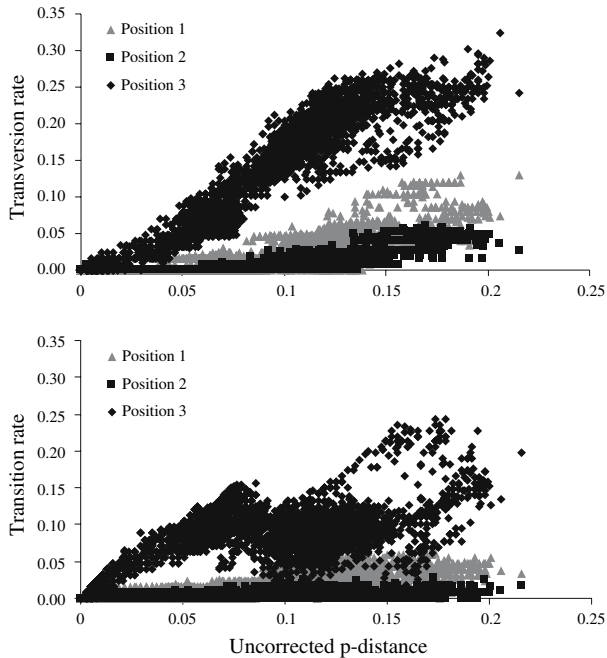 0.35
0.30
0.25
0.20
0.15
0.10
0.05
0.00
Transversion rate
Position 1
Position 2
Position 3
0 0.05 0.1 0.15 0.2 0.25
0.35
0.30
0.25
0.20
0.15
0.10
0.05
0.00
Transition rate
Position 1
Position 2
Position 3
0 0.05 0.1 0.15 0.2 0.25
Uncorrected p-distance